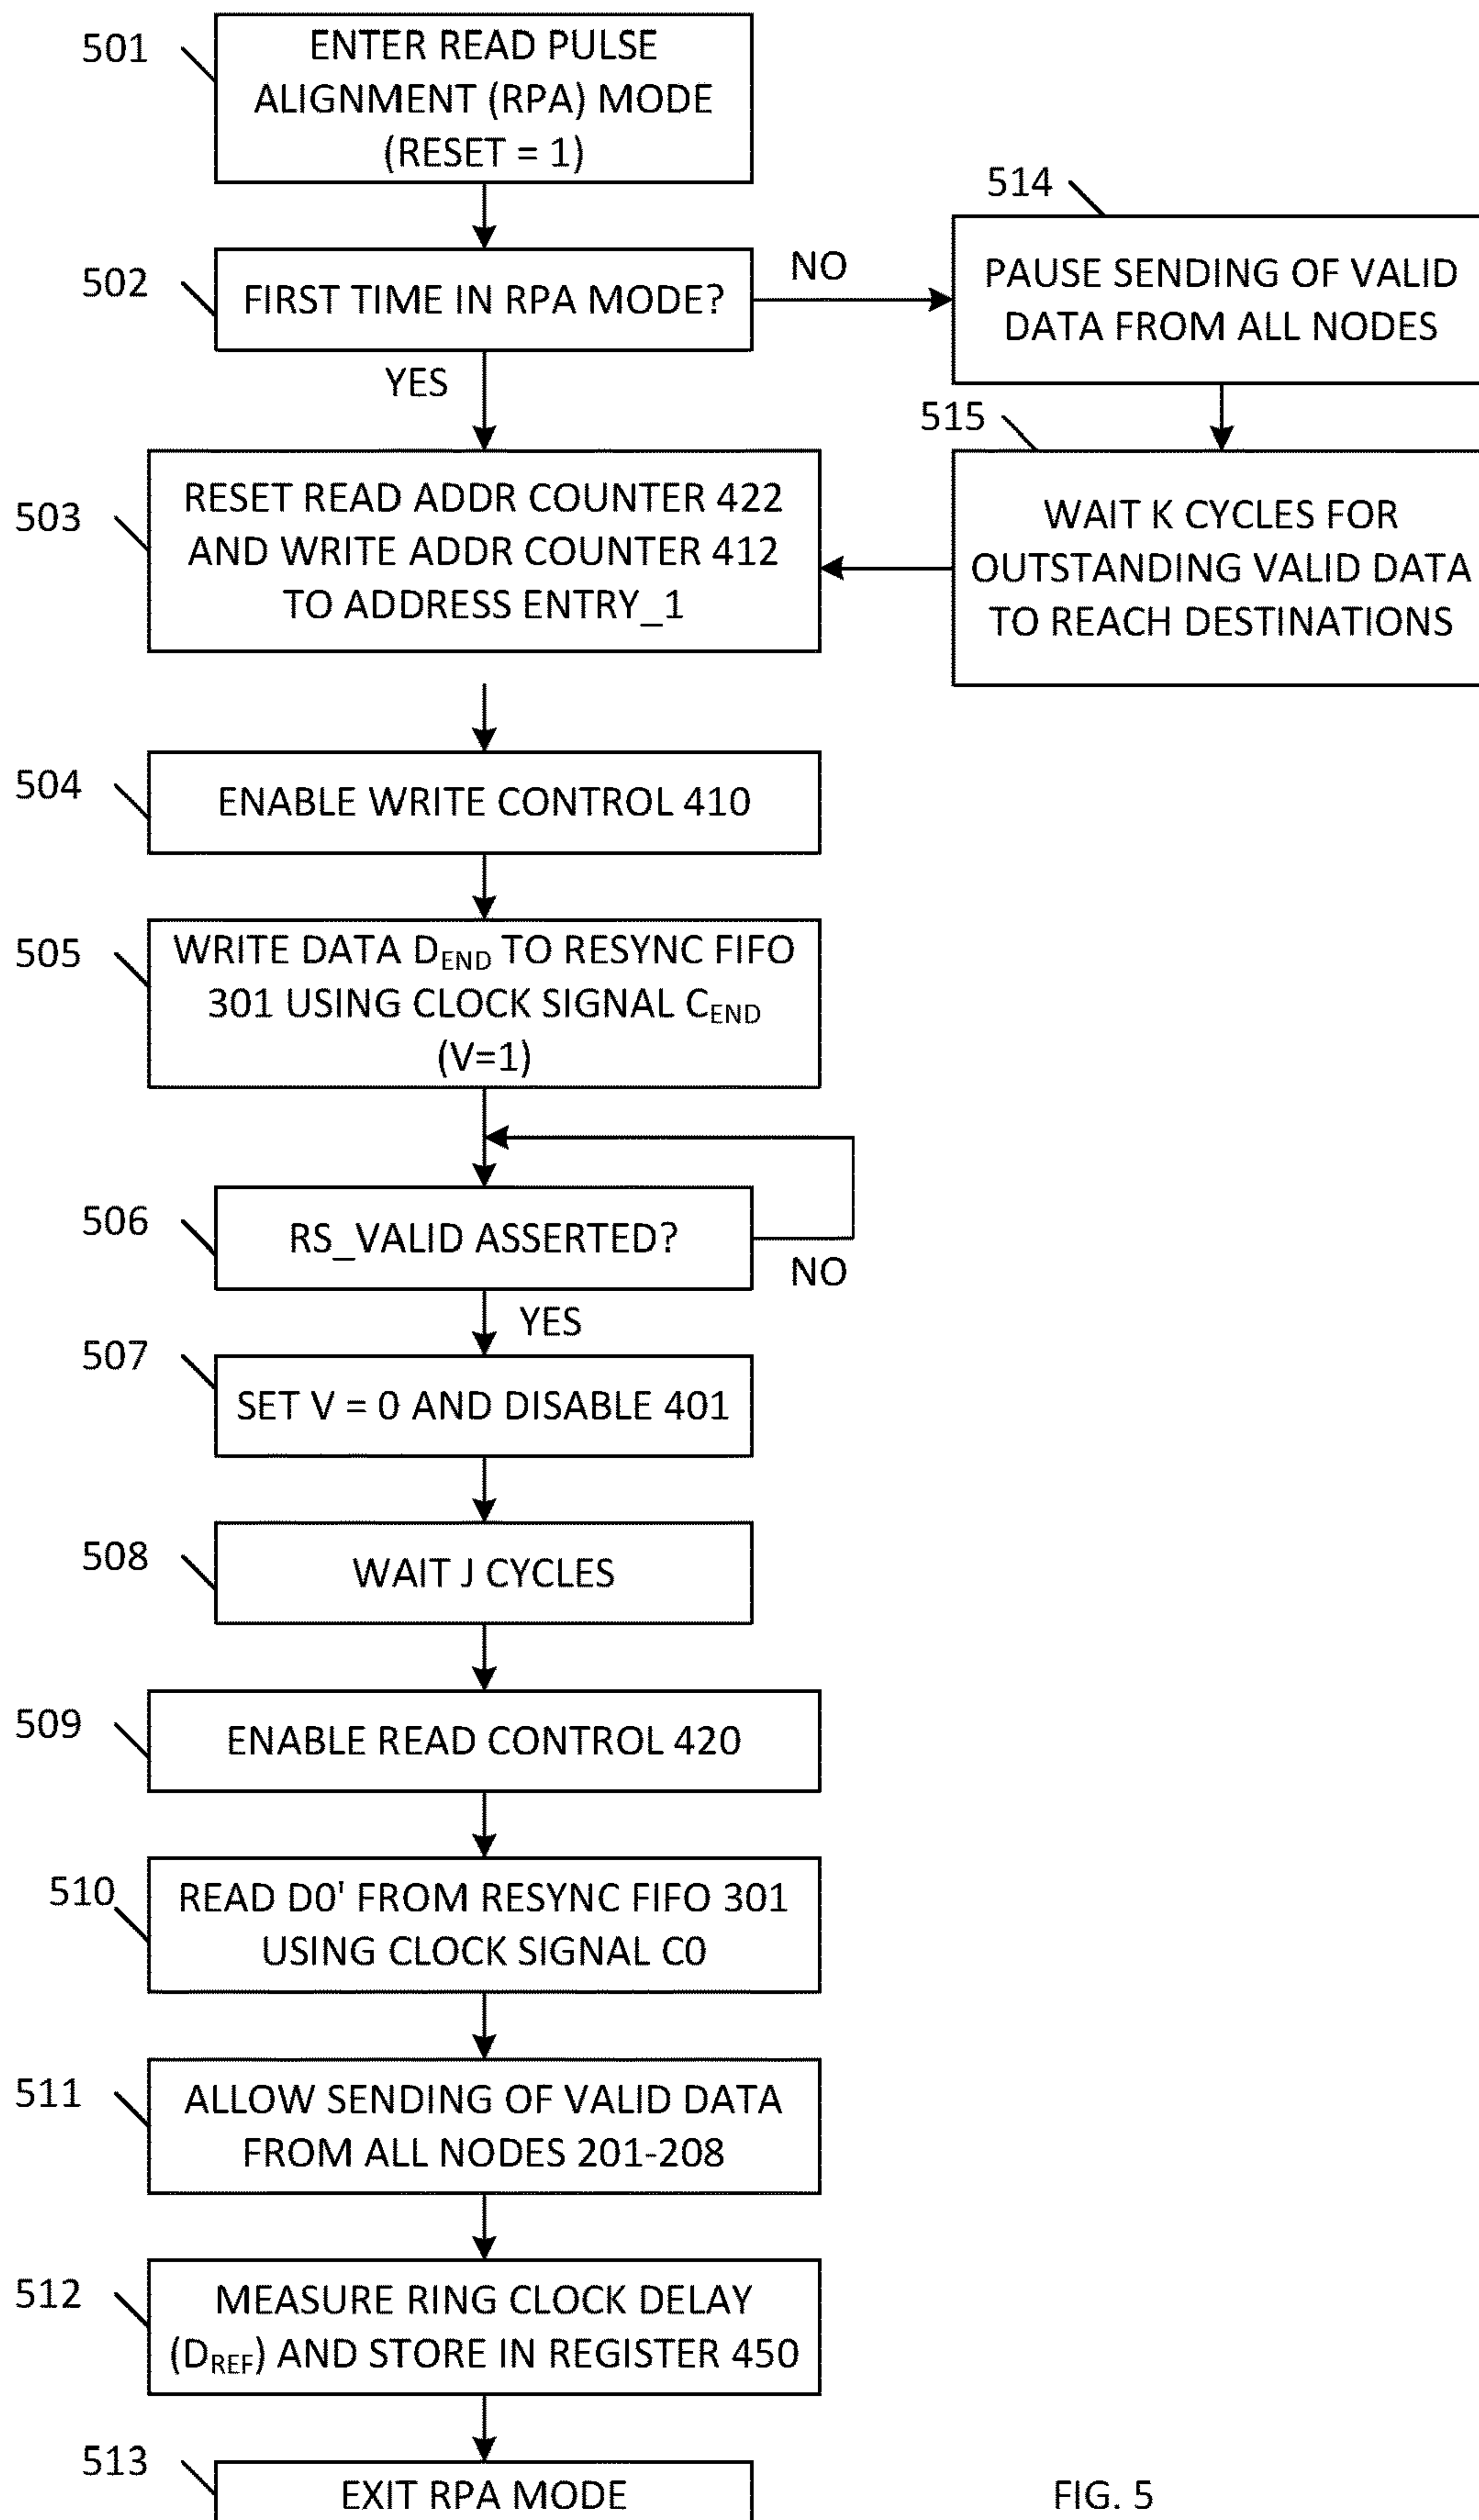 501
ENTER READ PULSE
ALIGNMENT (RPA) MODE
(RESET = 1)
502
FIRST TIME IN RPA MODE?
NO
YES
514
PAUSE SENDING OF VALID
DATA FROM ALL NODES
515
WAIT K CYCLES FOR
OUTSTANDING VALID DATA
TO REACH DESTINATIONS
503
RESET READ ADDR COUNTER 422
AND WRITE ADDR COUNTER 412
TO ADDRESS ENTRY_1
504
ENABLE WRITE CONTROL 410
505
WRITE DATA D_END TO RESYNC FIFO
301 USING CLOCK SIGNAL C_END
(V=1)
506
RS_VALID ASSERTED?
NO
YES
507
SET V = 0 AND DISABLE 401
508
WAIT J CYCLES
509
ENABLE READ CONTROL 420
510
READ D0' FROM RESYNC FIFO 301
USING CLOCK SIGNAL C0
511
ALLOW SENDING OF VALID DATA
FROM ALL NODES 201-208
512
MEASURE RING CLOCK DELAY
(D_REF) AND STORE IN REGISTER 450
513
EXIT RPA MODE
FIG. 5